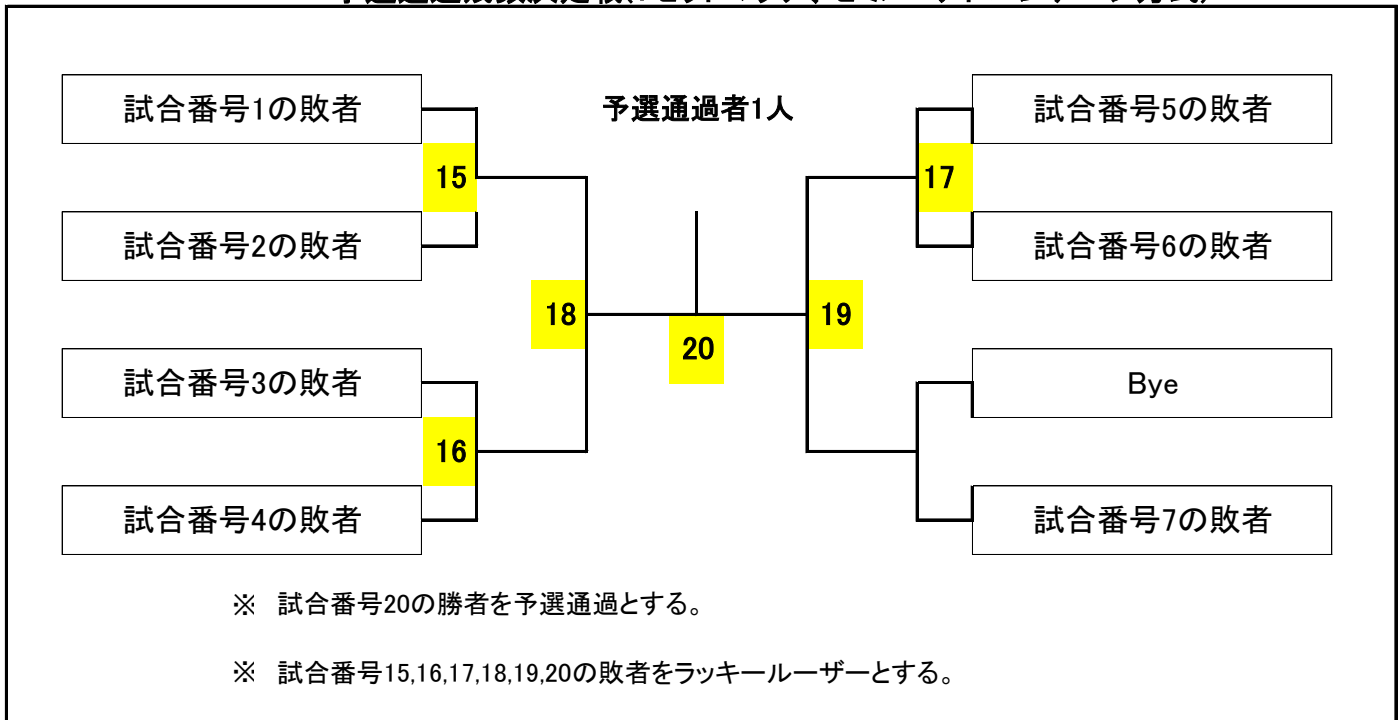 試合番号1の敗者
予選通過者1人
試合番号5の敗者
15
17
試合番号2の敗者
試合番号6の敗者
18
19
20
試合番号3の敗者
Bye
16
試合番号4の敗者
試合番号7の敗者
※ 試合番号20の勝者を予選通過とする。
※ 試合番号15,16,17,18,19,20の敗者をラッキールーザーとする。